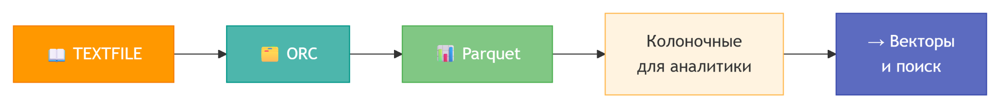 TEXTFILE
ORC
Parquet
Колоночные
для аналитики
→ Векторы
и поиск